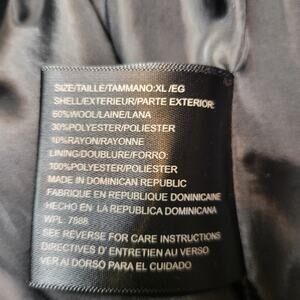 SIZE/TAILLE/TAMMANO:XL /EG
SHELL/EXTERIEUR/PARTE EXTERIOR:
60%WOOL/LAINE/LANA
30%POLYESTER/POLIESTER
10%RAYON/RAYONNE
LINING/DOUBLURE/FORRO:
100%POLYESTER/POLIESTER
MADE IN DOMINICAN REPUBLIC
FABRIQUE EN REPUBLIQUE DOMINICAINE
HECHO EN LA REPUBLICA DOMINICANA
WPL 7988
SEE REVERSE FOR CARE INSTRUCTIONS
DIRECTIVES D' ENTRETIEN AU VERSO
VER AL DORSO PARA EL CUIDADO